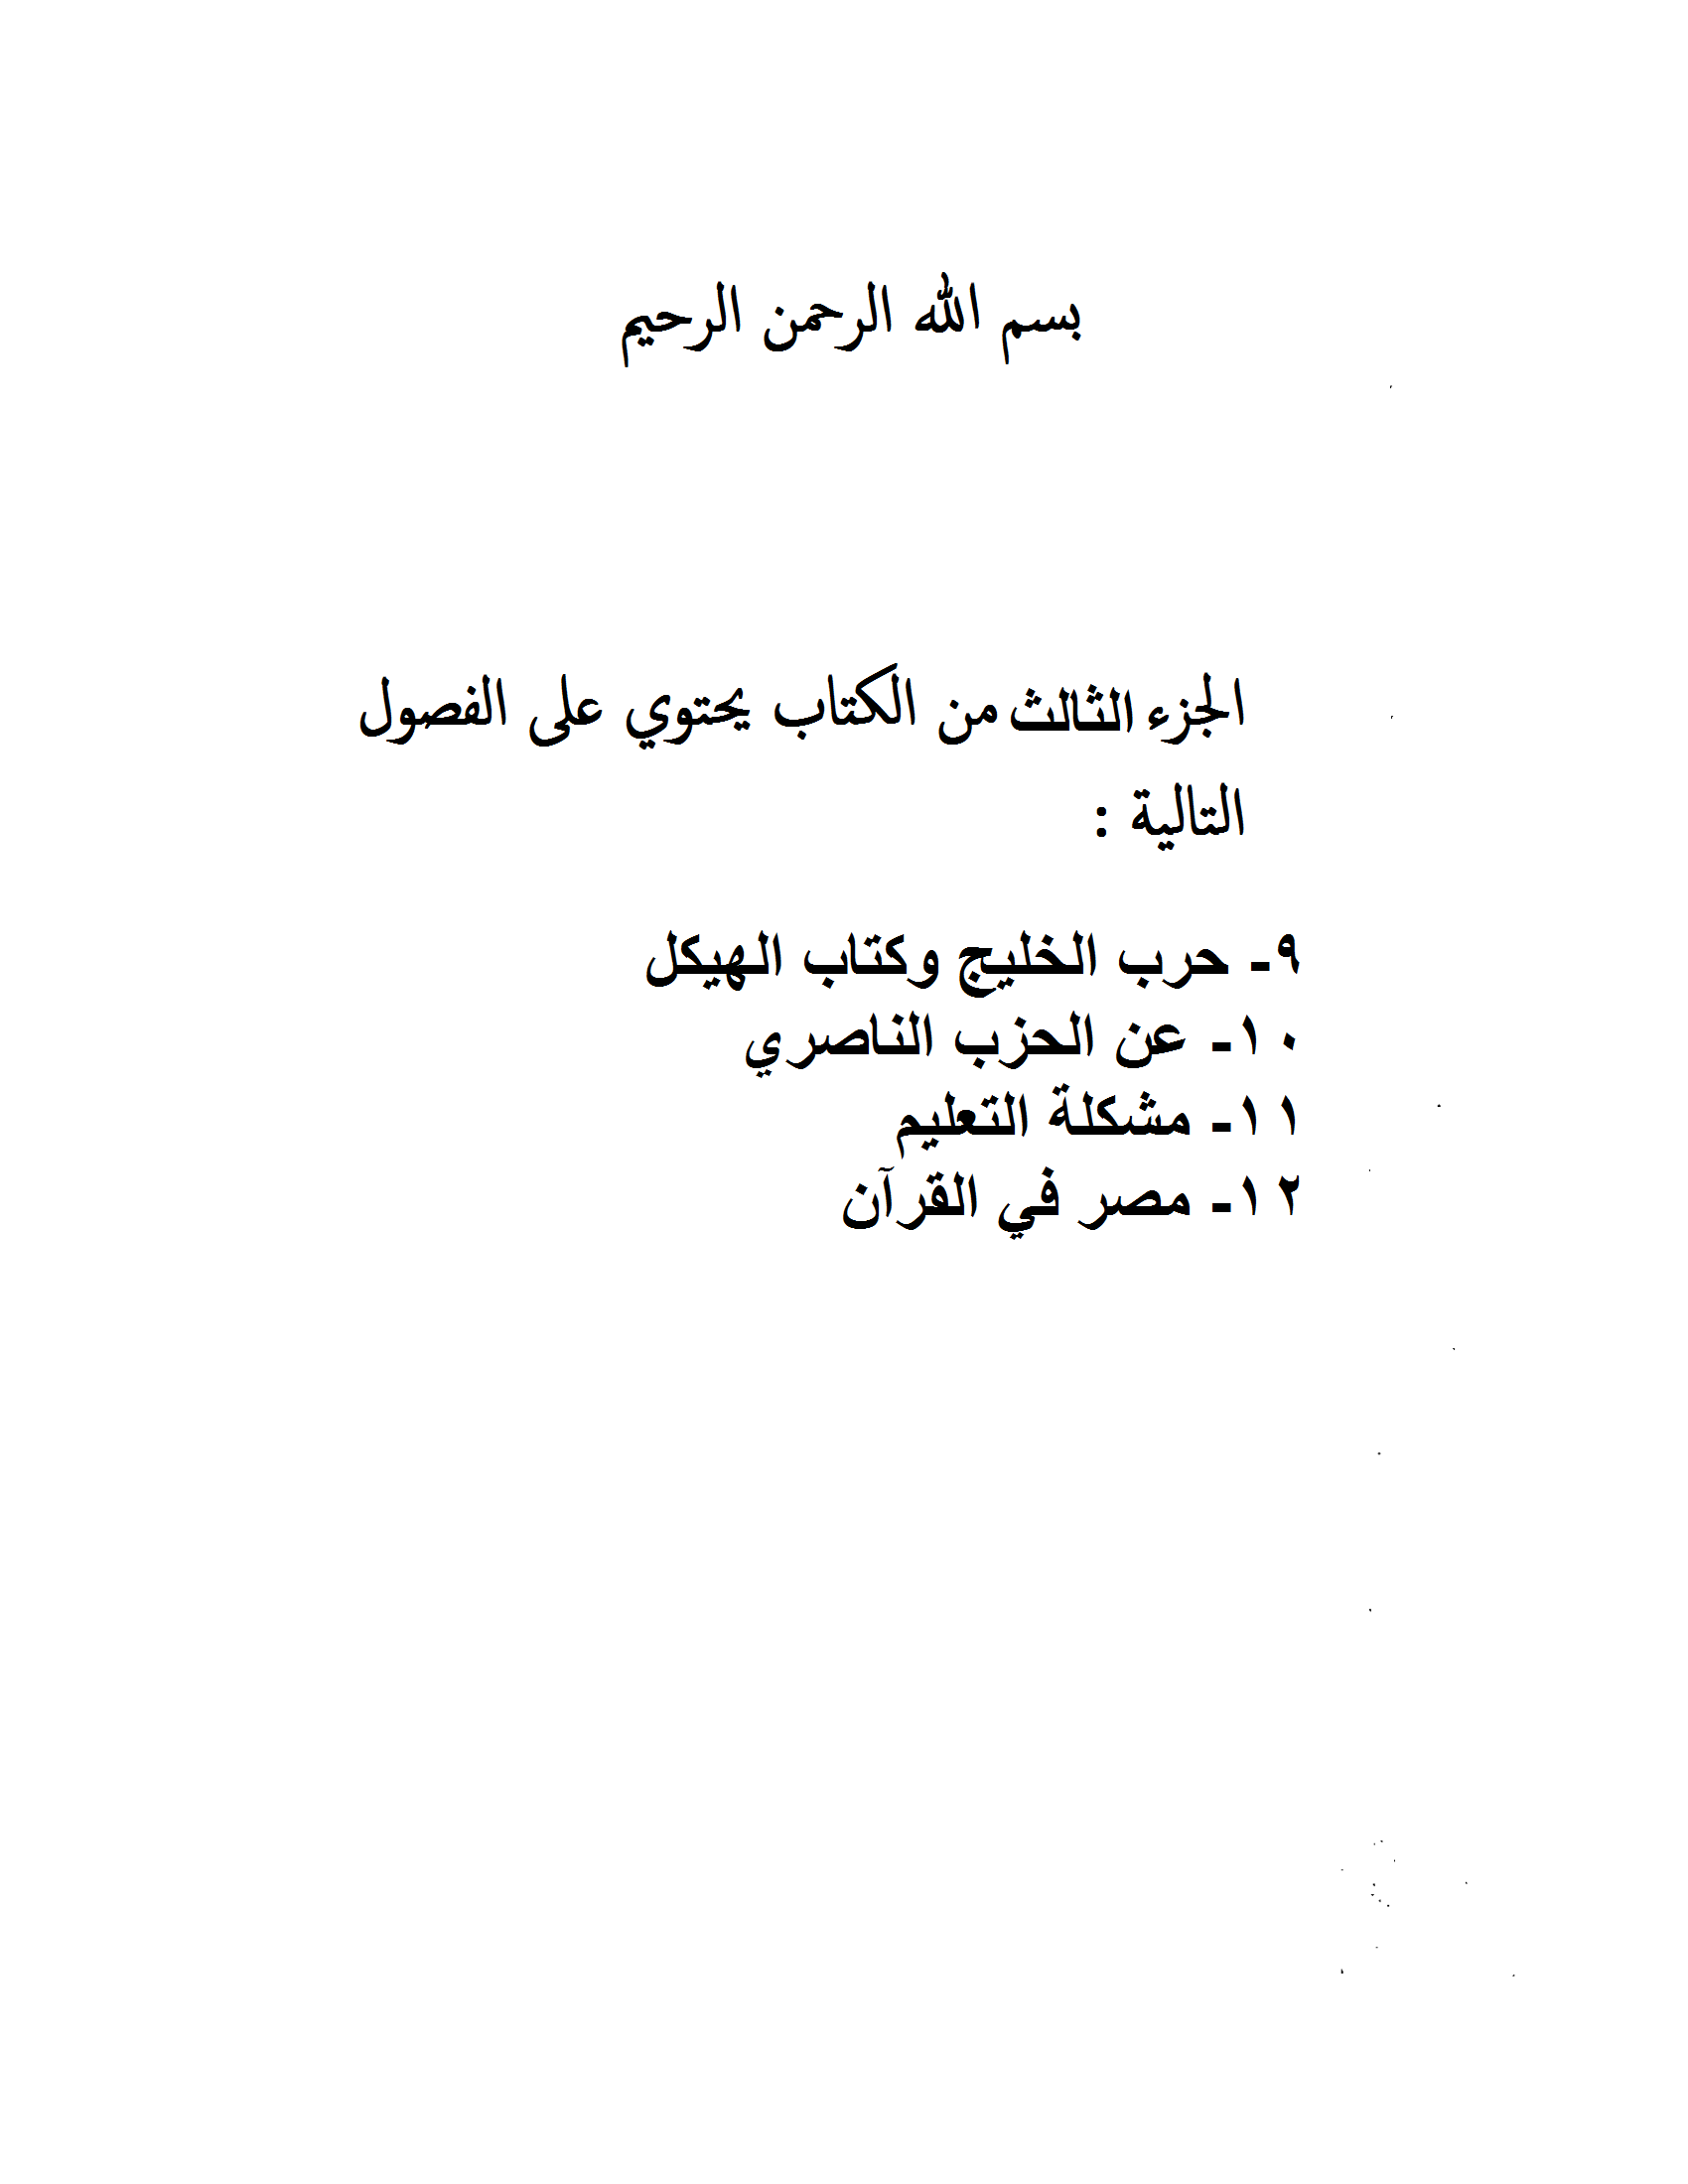 بسم الله الرحمن الرحيم
الجزء الثالث من الكتاب يحتوي على الفصول
التالية :
٩- حرب الخليج وكتاب الهيكل
١٠- عن الحزب الناصري
١١- مشكلة التعليم
١٢- مصر في القرآن